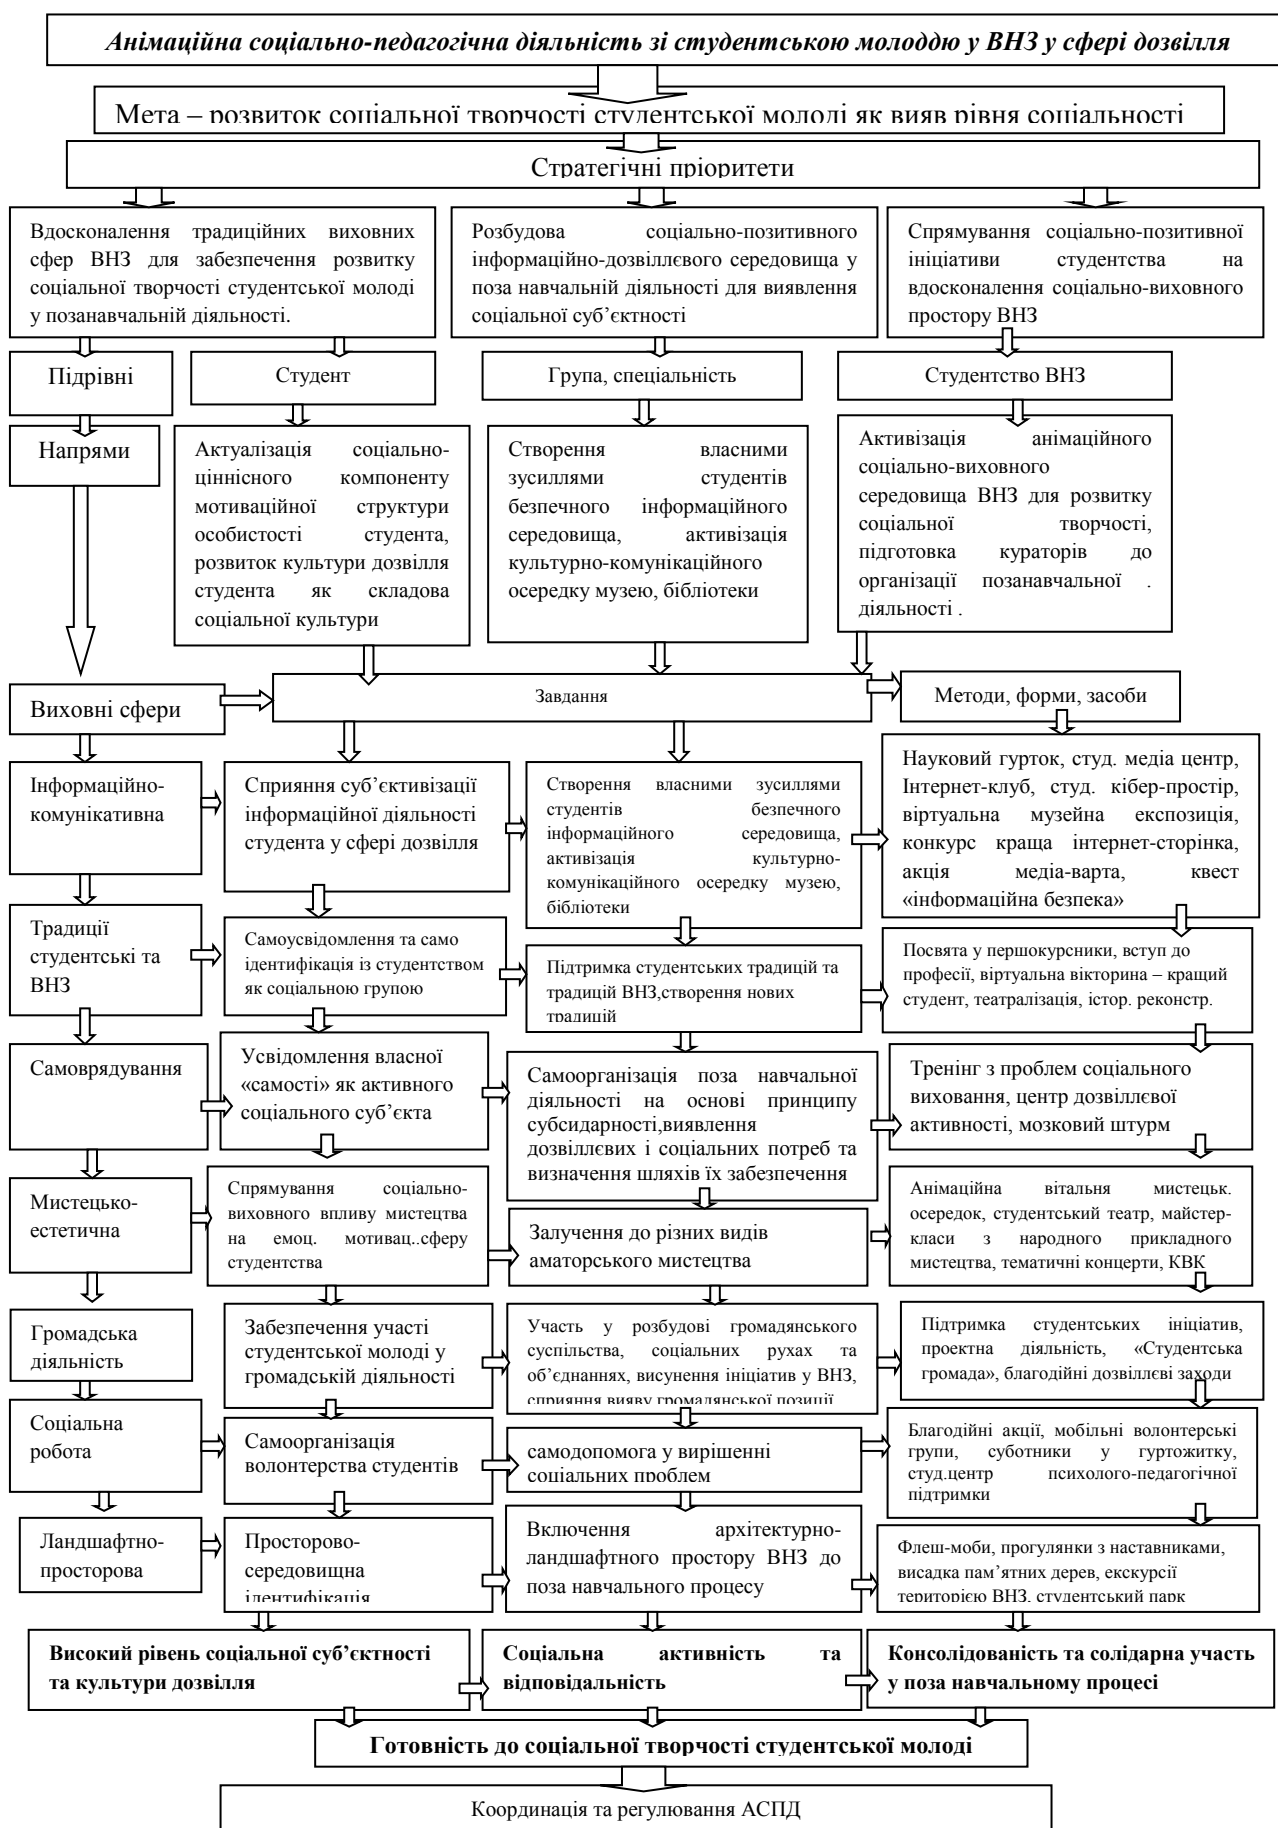 Анімаційна соціально-педагогічна діяльність зі студентською молоддю у ВНЗ у сфері дозвілля
Мета – розвиток соціальної творчості студентської молоді як вияв рівня соціальності
Стратегічні пріоритети
Вдосконалення традиційних виховних
сфер ВНЗ для забезпечення розвитку
соціальної творчості студентської молоді
у позанавчальній діяльності.
Розбудова соціально-позитивного
інформаційно-дозвіллєвого середовища у
поза навчальній діяльності для виявлення
соціальної суб’єктності
Спрямування соціально-позитивної
ініціативи студентства на
вдосконалення соціально-виховного
простору ВНЗ
Підрівні
Студент
Група, спеціальність
Студентство ВНЗ
Напрями
Актуалізація соціально-
ціннісного компоненту
мотиваційної структури
особистості студента,
розвиток культури дозвілля
студента як складова
соціальної культури
Створення власними
зусиллями студентів
безпечного інформаційного
середовища, активізація
культурно-комунікаційного
осередку музею, бібліотеки
Активізація анімаційного
соціально-виховного
середовища ВНЗ для розвитку
соціальної творчості,
підготовка кураторів до
організації позанавчальної .
діяльності .
Виховні сфери
Завдання
Методи, форми, засоби
Інформаційно-
комунікативна
Сприяння суб’єктивізації
інформаційної діяльності
студента у сфері дозвілля
Створення власними зусиллями
студентів безпечного
інформаційного середовища,
активізація культурно-
комунікаційного осередку музею,
бібліотеки
Науковий гурток, студ. медіа центр,
Інтернет-клуб, студ. кібер-простір,
віртуальна музейна експозиція,
конкурс краща інтернет-сторінка,
акція медіа-варта, квест
«інформаційна безпека»
Традиції
студентські та
ВНЗ
Самоусвідомлення та само
ідентифікація із студентством
як соціальною групою
Підтримка студентських традицій та
традицій ВНЗ,створення нових
традицій
Посвята у першокурсники, вступ до
професії, віртуальна вікторина – кращий
студент, театралізація, істор. реконстр.
Самоврядування
Усвідомлення власної
«самості» як активного
соціального суб’єкта
Самоорганізація поза навчальної
діяльності на основі принципу
субсидарності,виявлення
дозвіллєвих і соціальних потреб та
визначення шляхів їх забезпечення
Тренінг з проблем соціального
виховання, центр дозвіллєвої
активності, мозковий штурм
Мистецько-
естетична
Спрямування соціально-
виховного впливу мистецтва
на емоц. мотивац..сферу
студентства
Залучення до різних видів
аматорського мистецтва
Анімаційна вітальня мистецьк.
осередок, студентський театр, майстер-
класи з народного прикладного
мистецтва, тематичні концерти, КВК
Громадська
діяльність
Забезпечення участі
студентської молоді у
громадській діяльності
Участь у розбудові громадянського
суспільства, соціальних рухах та
об’єднаннях, висунення ініціатив у ВНЗ,
сприяння вияву громадянської позиції
Підтримка студентських ініціатив,
проектна діяльність, «Студентська
громада», благодійні дозвіллєві заходи
Соціальна
робота
Самоорганізація
волонтерства студентів
самодопомога у вирішенні
соціальних проблем
Благодійні акції, мобільні волонтерські
групи, суботники у гуртожитку,
студ.центр психолого-педагогічної
підтримки
Ландшафтно-
просторова
Просторово-
середовищна
ідентифікація
Включення архітектурно-
ландшафтного простору ВНЗ до
поза навчального процесу
Флеш-моби, прогулянки з наставниками,
висадка пам’ятних дерев, екскурсії
територією ВНЗ, студентський парк
Високий рівень соціальної суб’єктності
та культури дозвілля
Соціальна активність та
відповідальність
Консолідованість та солідарна участь
у поза навчальному процесі
Готовність до соціальної творчості студентської молоді
Координація та регулювання АСПД